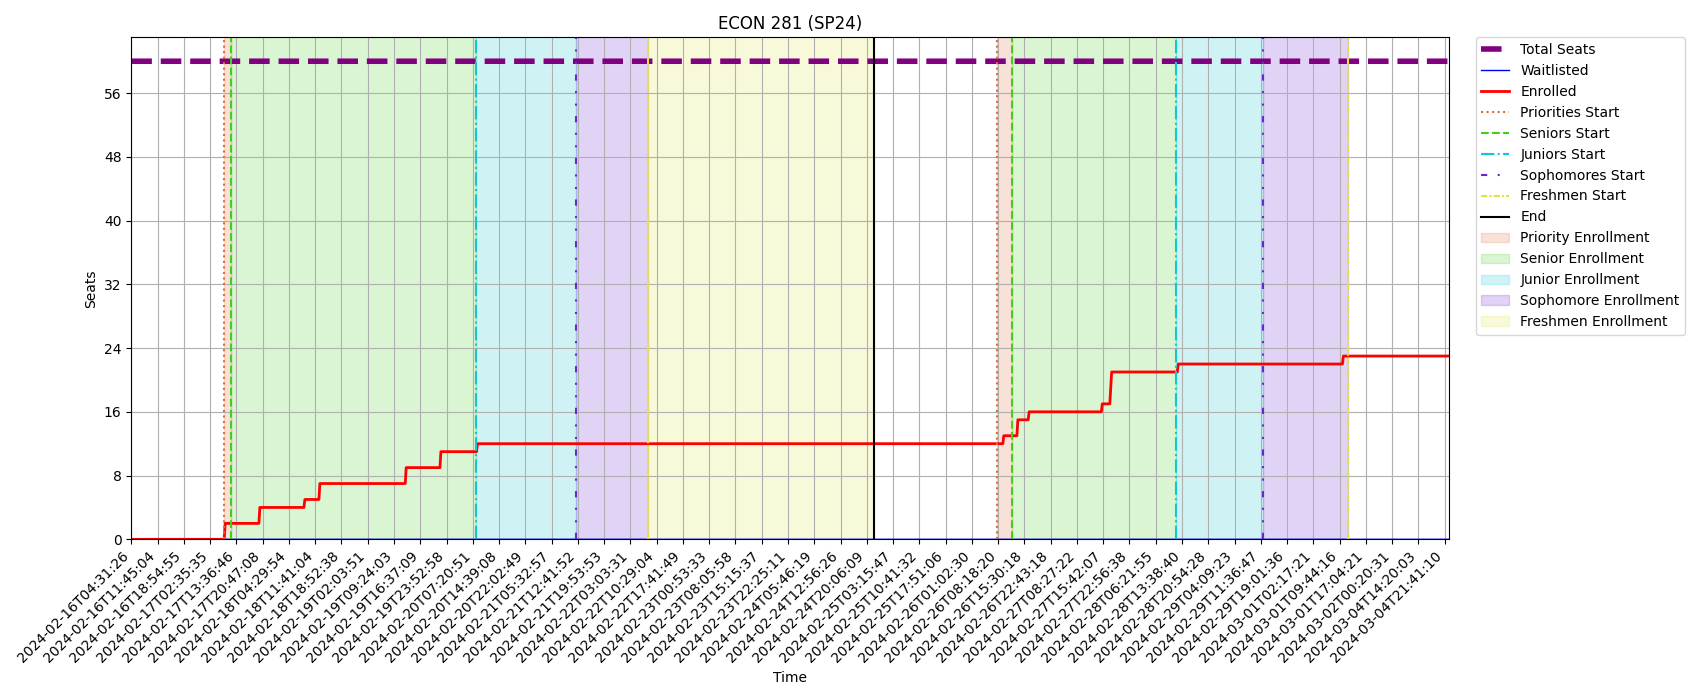 ECON 281 (SP24)
Total Seats
Waitlisted
Enrolled
Priorities Start
Seniors Start
Juniors Start
Sophomores Start
Freshmen Start
End
Priority Enrollment
Senior Enrollment
Junior Enrollment
Sophomore Enrollment
Freshmen Enrollment
Seats
56
48
40
32
24
16
8
0
2024-02-16T04:31:26
2024-02-16T11:45:04
2024-02-16T18:54:55
2024-02-17T02:35:35
2024-02-17T13:36:46
2024-02-17T20:47:08
2024-02-18T04:29:54
2024-02-18T11:41:04
2024-02-18T18:52:38
2024-02-19T02:03:51
2024-02-19T09:24:03
2024-02-19T16:37:09
2024-02-19T23:52:58
2024-02-20T07:20:51
2024-02-20T14:39:08
2024-02-20T22:02:49
2024-02-21T05:32:57
2024-02-21T12:41:52
2024-02-21T19:53:53
2024-02-22T03:03:31
2024-02-22T10:29:04
2024-02-22T17:41:49
2024-02-23T00:53:33
2024-02-23T08:05:58
2024-02-23T15:15:37
2024-02-23T22:25:11
2024-02-24T05:46:19
2024-02-24T12:56:26
2024-02-24T20:06:09
2024-02-25T03:15:47
2024-02-25T10:41:32
2024-02-25T17:51:06
2024-02-26T01:02:30
2024-02-26T08:18:20
2024-02-26T15:30:18
2024-02-26T22:43:18
2024-02-27T08:27:22
2024-02-27T15:42:07
2024-02-27T22:56:38
2024-02-28T06:21:55
2024-02-28T13:38:40
2024-02-28T20:54:28
2024-02-29T04:09:23
2024-02-29T11:36:47
2024-02-29T19:01:36
2024-03-01T02:17:21
2024-03-01T09:44:16
2024-03-01T17:04:21
2024-03-02T00:20:31
2024-03-04T14:20:03
2024-03-04T21:41:10
Time